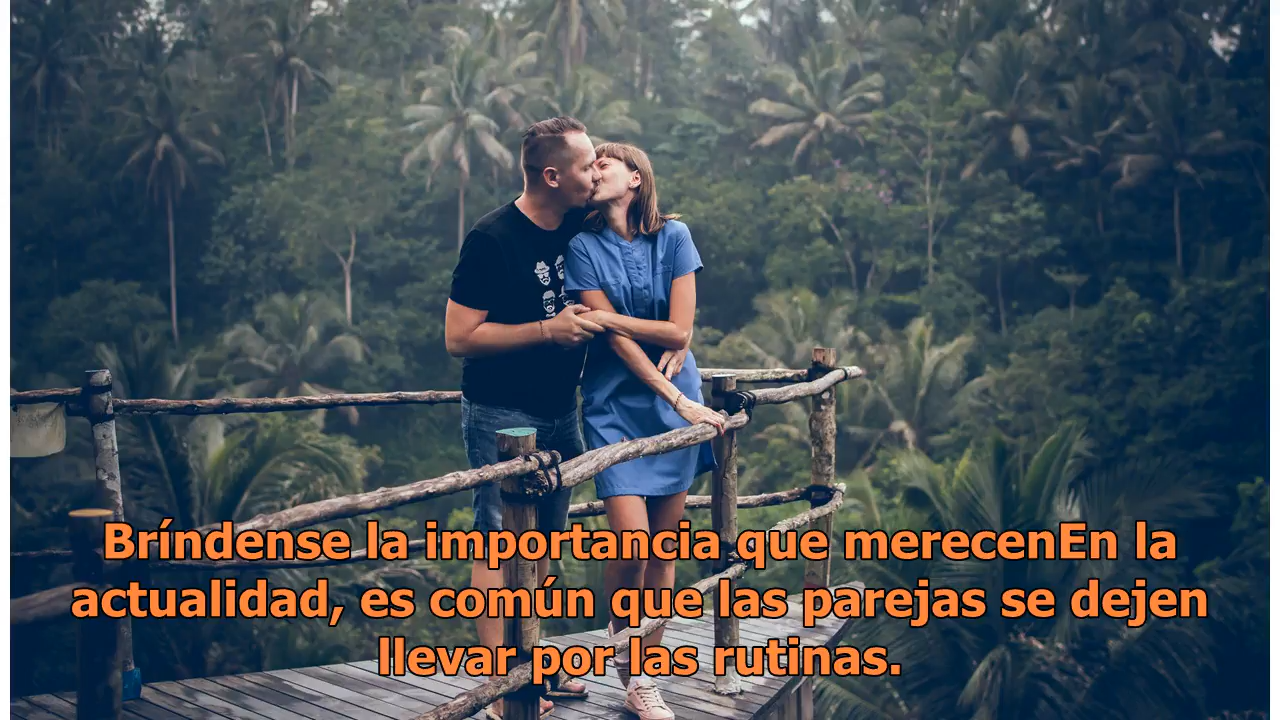 Bríndense la importancia que merecenEn la
actualidad, es común que las parejas se dejen
llevar por las rutinas.